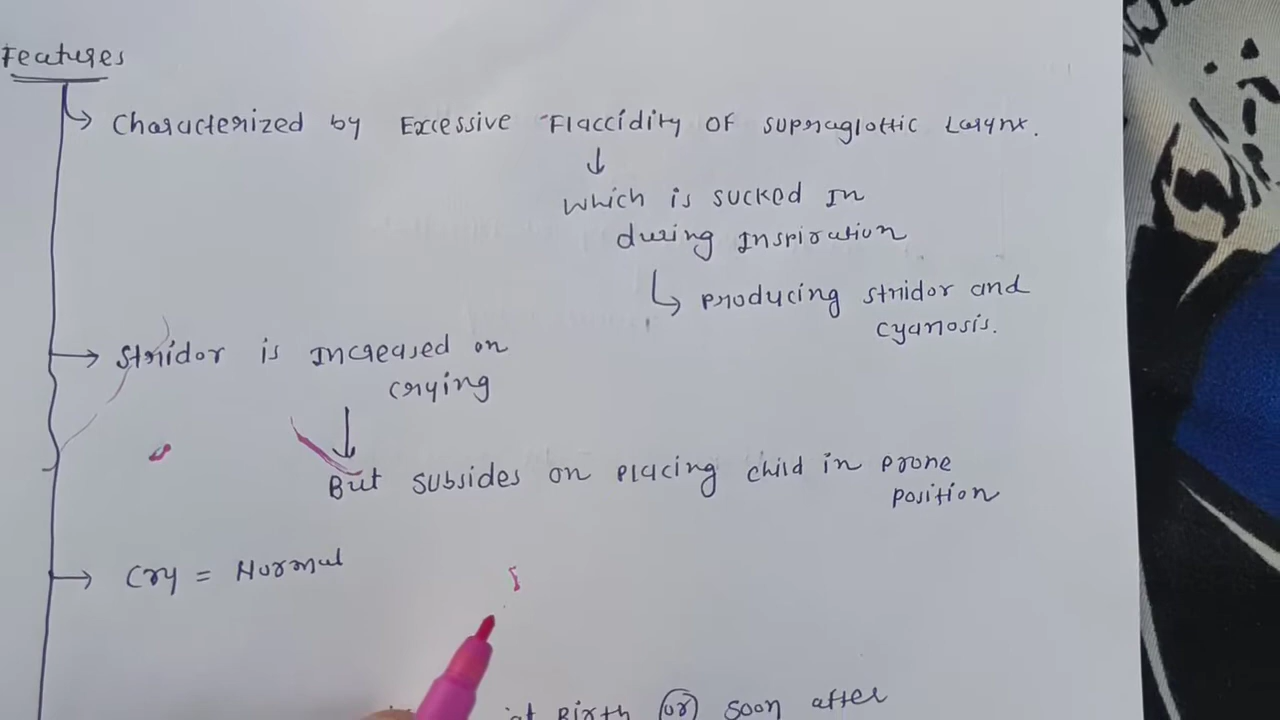 Features
Characterized by Excessive Flaccidity of supraglottic Larynx.
which is sucked In
during Inspiration
producing stridor and
cyanosis.
Stridor is Increased on
crying
But subsides on placing child in prone
position
Cry = Normal
at Birth or soon after